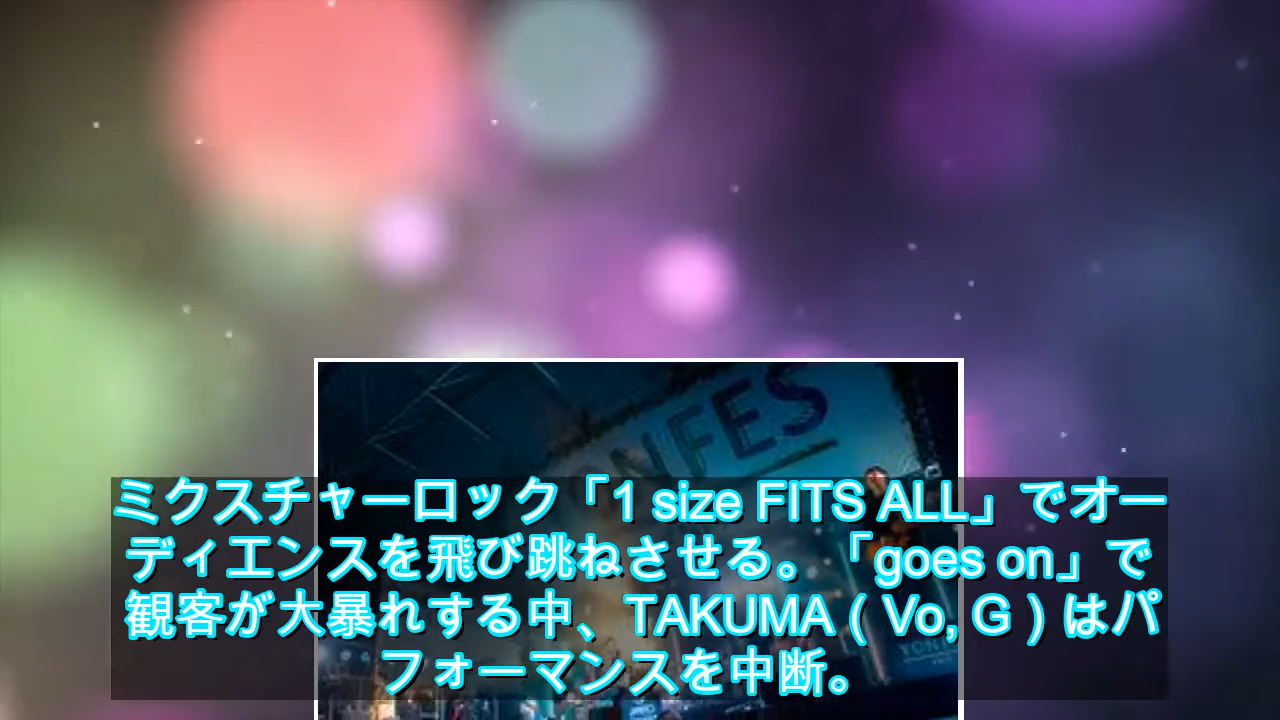 YONFES
ミクスチャーロック「1 size FITS ALL」でオー
ディエンスを飛び跳ねさせる。「goes on」で
観客が大暴れする中、TAKUMA（Vo, G）はパ
フォーマンスを中断。